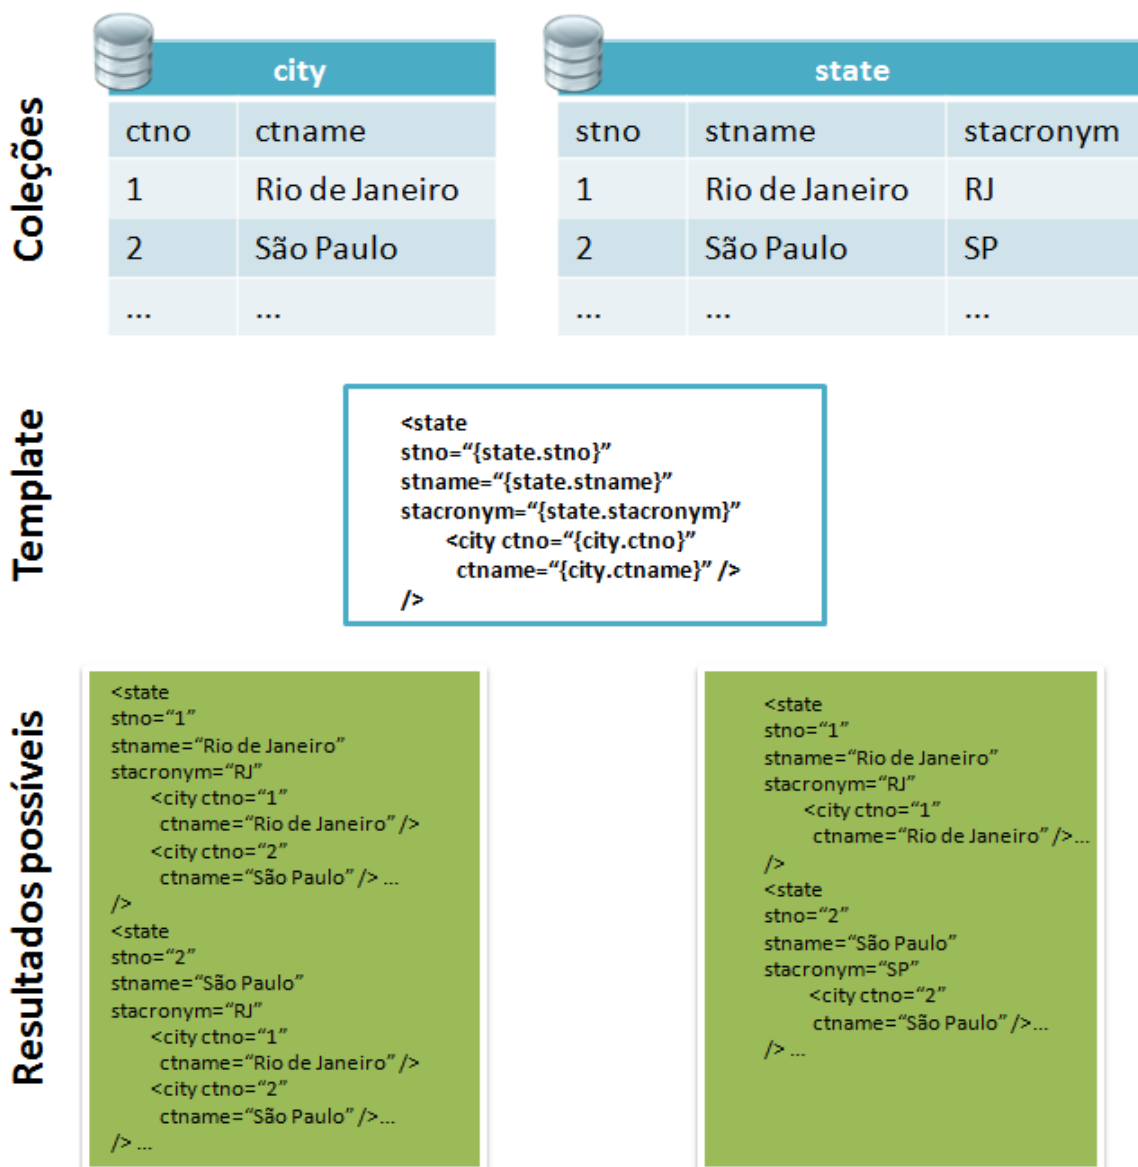 Coleções
city
ctno ctname
1 Rio de Janeiro
2 São Paulo
... ...
state
stno stname stacronym
1 Rio de Janeiro RJ
2 São Paulo SP
... ... ...
Template
<state
stno=“{state.stno}”
stname=“{state.stname}”
stacronym=“{state.stacronym}”
<city ctno=“{city.ctno}”
ctname=“{city.ctname}” />
/>
Resultados possíveis
<state
stno=“1”
stname=“Rio de Janeiro”
stacronym=“RJ”
<city ctno=“1”
ctname=“Rio de Janeiro” />
<city ctno=“2”
ctname=“São Paulo” /> ...
/>
<state
stno=“2”
stname=“São Paulo”
stacronym=“RJ”
<city ctno=“1”
ctname=“Rio de Janeiro” />
<city ctno=“2”
ctname=“São Paulo” />...
/> ...
<state
stno=“1”
stname=“Rio de Janeiro”
stacronym=“RJ”
<city ctno=“1”
ctname=“Rio de Janeiro” />...
/>
<state
stno=“2”
stname=“São Paulo”
stacronym=“SP”
<city ctno=“2”
ctname=“São Paulo” />...
/> ...